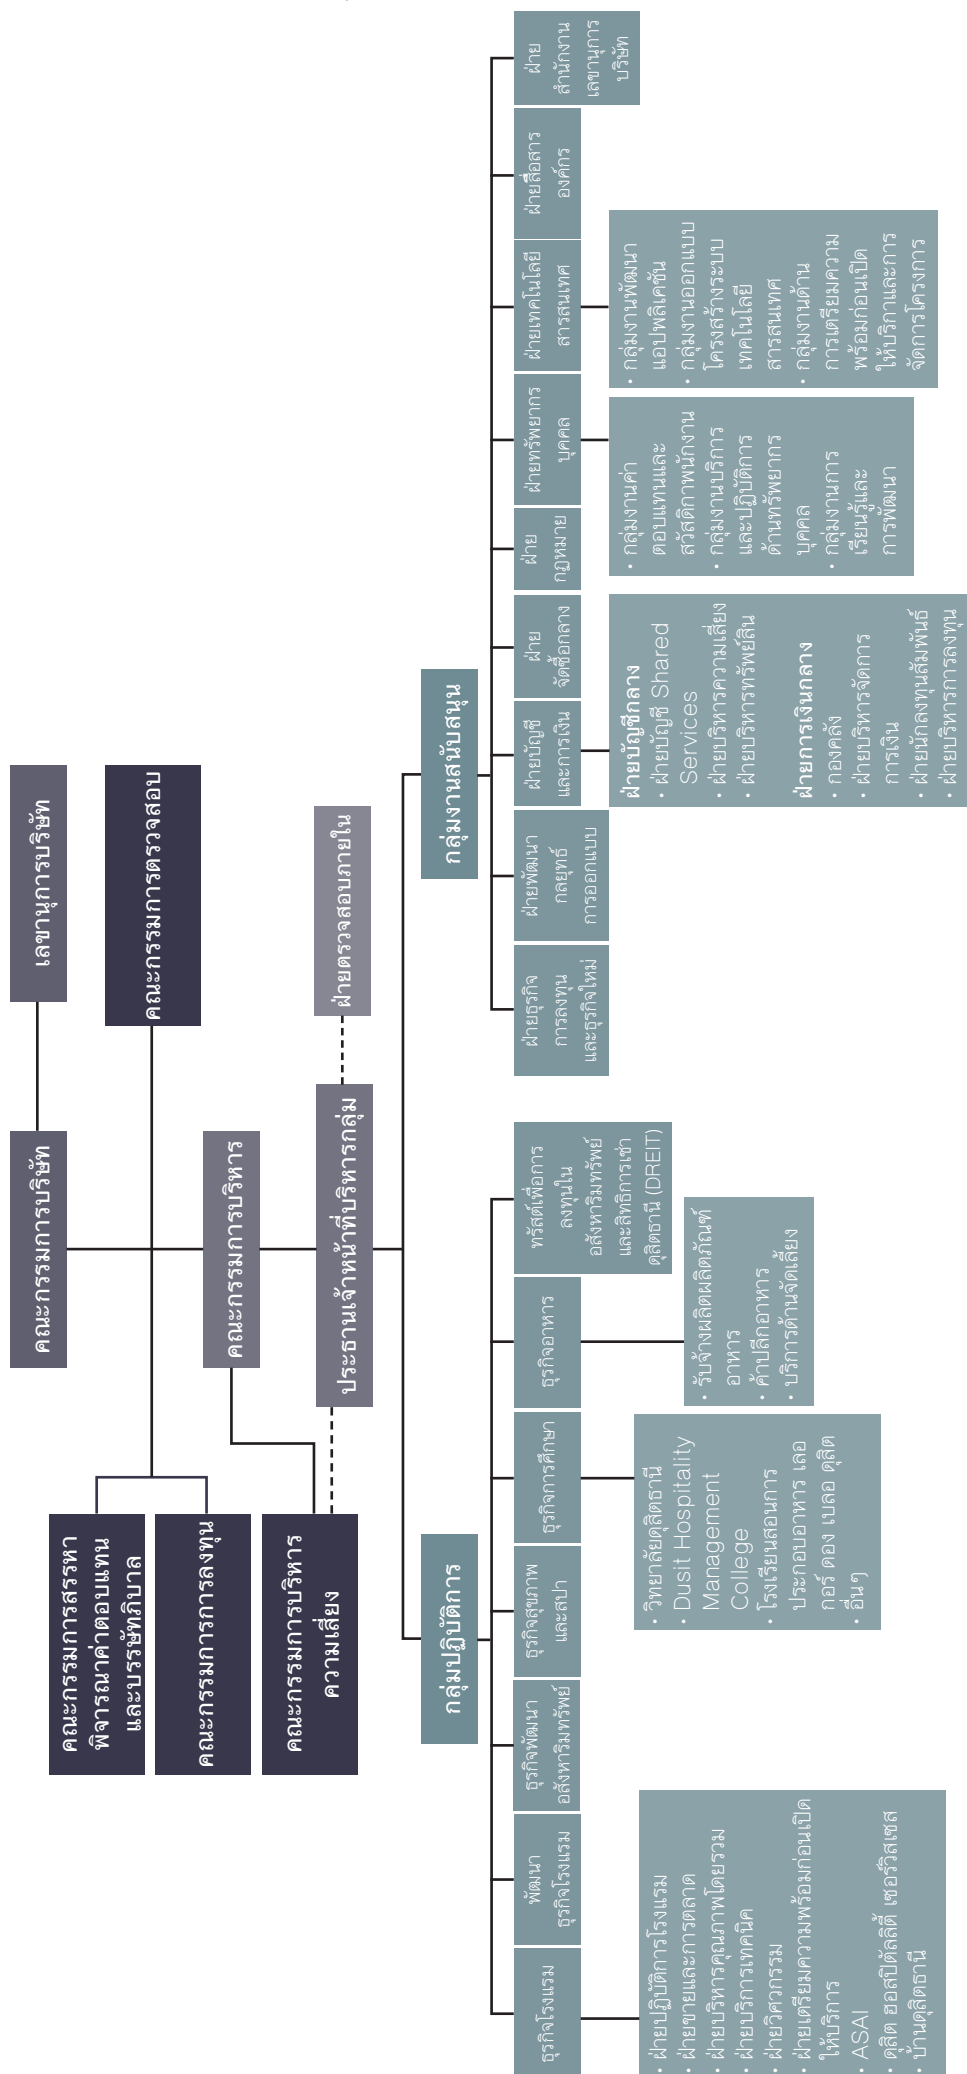 คณะกรรมการบริษัท
เลขานุการบริษัท
คณะกรรมการสรรหา
พิจารณาค่าตอบแทน
และบรรษัทภิบาล
คณะกรรมการตรวจสอบ
คณะกรรมการการลงทุน
คณะกรรมการบริหาร
คณะกรรมการบริหาร
ความเสี่ยง
ประธานเจ้าหน้าที่บริหารกลุ่ม
ฝ่ายตรวจสอบภายใน
กลุ่มปฏิบัติการ
กลุ่มงานสนับสนุน
ธุรกิจโรงแรม
พัฒนา
ธุรกิจโรงแรม
ธุรกิจพัฒนา
อสังหาริมทรัพย์
ธุรกิจสุขภาพ
และสปา
ธุรกิจการศึกษา
ธุรกิจอาหาร
ทรัสต์เพื่อการ
ลงทุนใน
อสังหาริมทรัพย์
และสิทธิการเช่า
ดุสิตธานี (DREIT)
ฝ่ายธุรกิจ
การลงทุน
และธุรกิจใหม่
ฝ่ายพัฒนา
กลยุทธ์
การออกแบบ
ฝ่ายบัญชี
และการเงิน
ฝ่าย
จัดซื้อกลาง
ฝ่าย
กฎหมาย
ฝ่ายทรัพยากร
บุคคล
ฝ่ายเทคโนโลยี
สารสนเทศ
ฝ่ายสื่อสาร
องค์กร
ฝ่าย
สำนักงาน
เลขานุการ
บริษัท
• ฝ่ายปฏิบัติการโรงแรม
• ฝ่ายขายและการตลาด
• ฝ่ายบริหารคุณภาพโดยรวม
• ฝ่ายบริการเทคนิค
• ฝ่ายวิศวกรรม
• ฝ่ายเตรียมความพร้อมก่อนเปิด
ให้บริการ
• ASAI
• ดุสิต ฮอสปิตัลลิตี้ เซอร์วิสเซส
• บ้านดุสิตธานี
• วิทยาลัยดุสิตธานี
• Dusit Hospitality
Management
College
• โรงเรียนสอนการ
ประกอบอาหาร เลอ
กอร์ ดอง เบลอ ดุสิต
• อื่นๆ
• รับจ้างผลิตผลิตภัณฑ์
อาหาร
• ค้าปลีกอาหาร
• บริการด้านจัดเลี้ยง
ฝ่ายบัญชีกลาง
• ฝ่ายบัญชี Shared
Services
• ฝ่ายบริหารความเสี่ยง
• ฝ่ายบริหารทรัพย์สิน
ฝ่ายการเงินกลาง
• กองคลัง
• ฝ่ายบริหารจัดการ
การเงิน
• ฝ่ายนักลงทุนสัมพันธ์
• ฝ่ายบริหารการลงทุน
• กลุ่มงานค่า
ตอบแทนและ
สวัสดิภาพพนักงาน
• กลุ่มงานบริการ
และปฏิบัติการ
ด้านทรัพยากร
บุคคล
• กลุ่มงานการ
เรียนรู้และ
การพัฒนา
• กลุ่มงานพัฒนา
แอปพลิเคชัน
• กลุ่มงานออกแบบ
โครงสร้างระบบ
เทคโนโลยี
สารสนเทศ
• กลุ่มงานด้าน
การเตรียมความ
พร้อมก่อนเปิด
ให้บริกาและการ
จัดการโครงการ